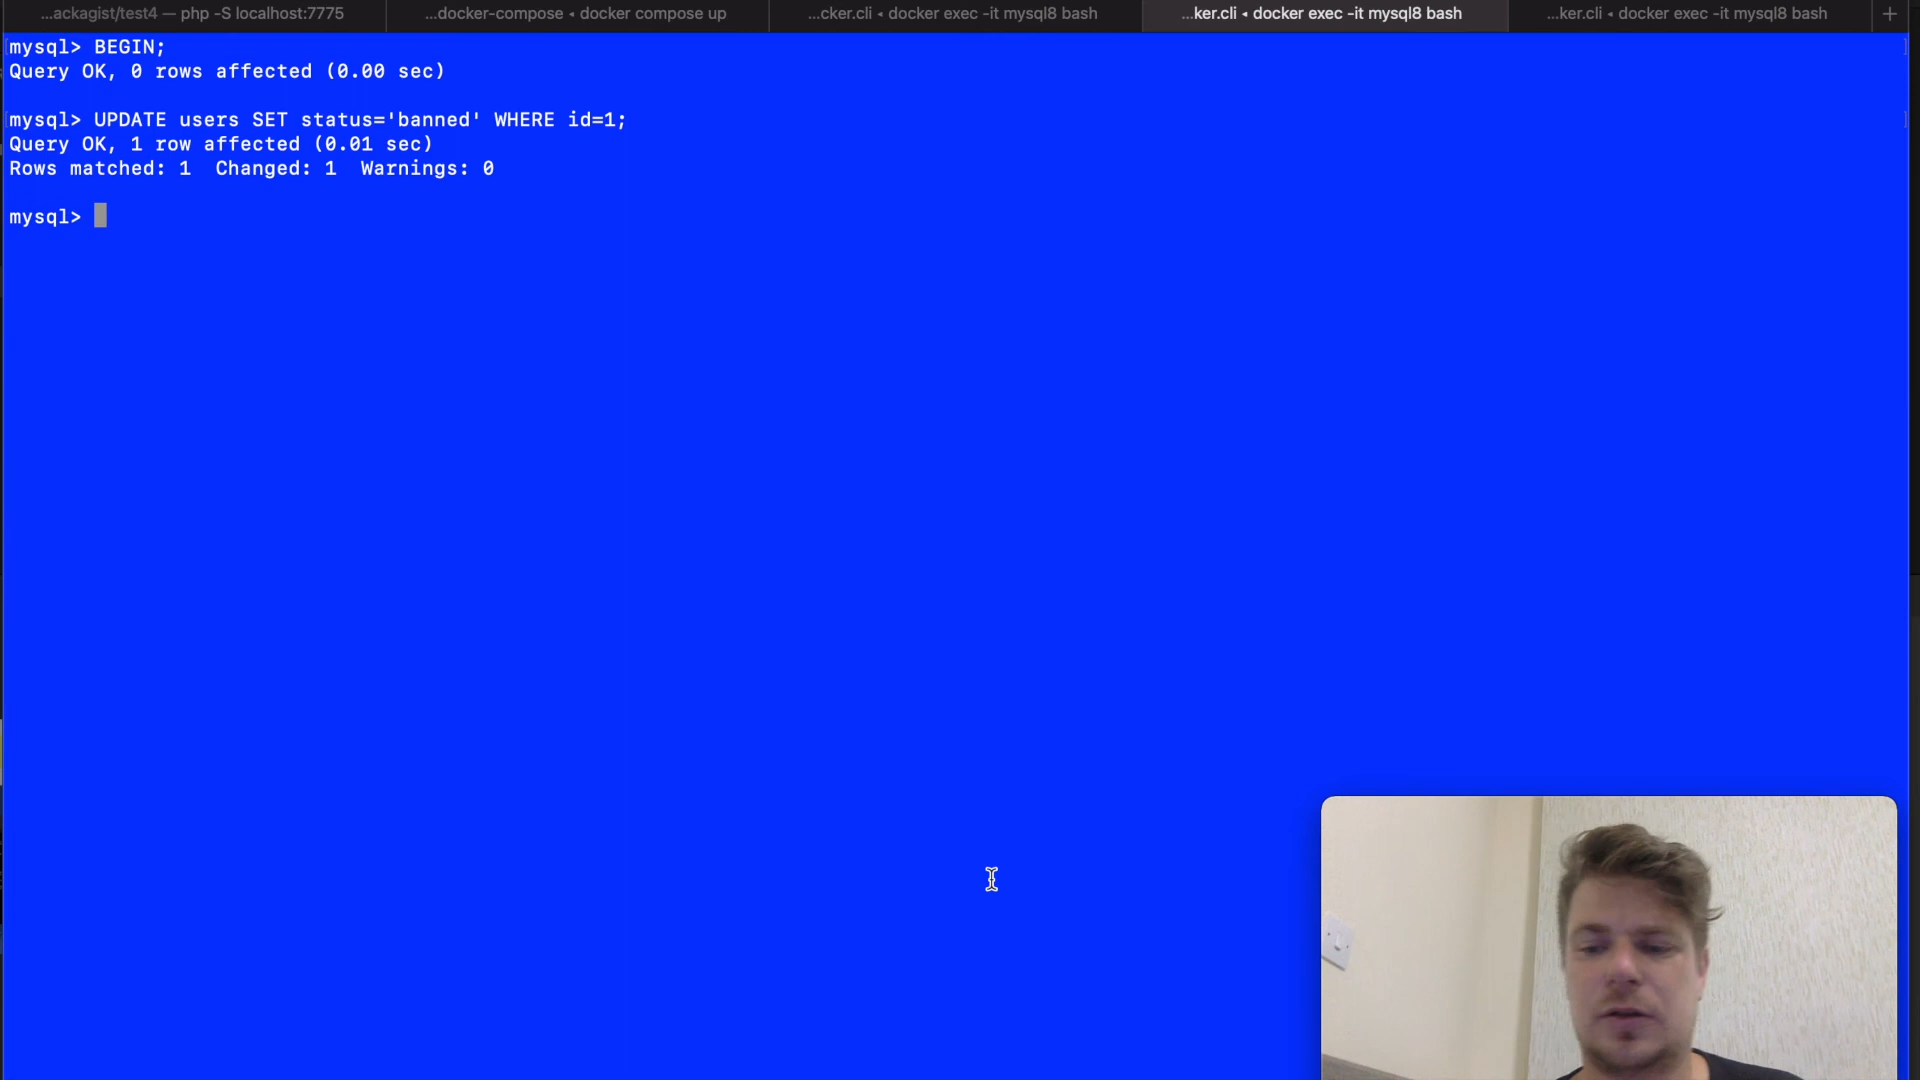 ...ackagist/test4 — php -S localhost:7775
...docker-compose ◂ docker compose up
...cker.cli ◂ docker exec -it mysql8 bash
...ker.cli ◂ docker exec -it mysql8 bash
...ker.cli ◂ docker exec -it mysql8 bash
+
[mysql> BEGIN;
Query OK, 0 rows affected (0.00 sec)
[mysql> UPDATE users SET status='banned' WHERE id=1;
Query OK, 1 row affected (0.01 sec)
Rows matched: 1  Changed: 1  Warnings: 0
mysql>